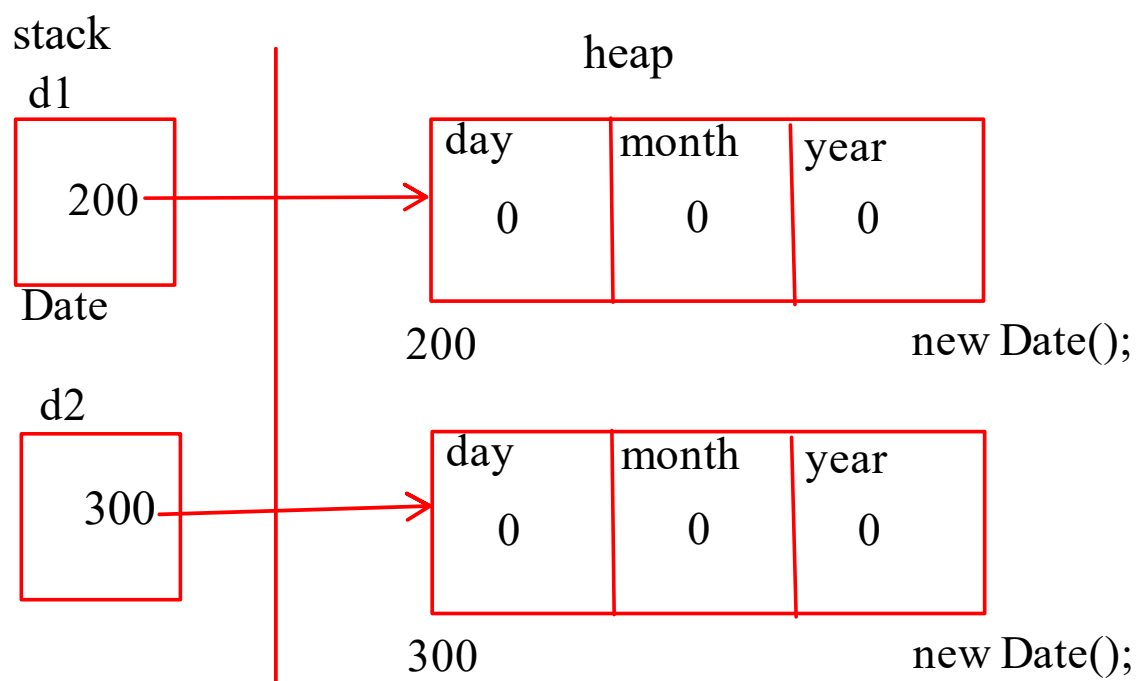 stack
heap
d1
200
Date
day month year
0 0 0
200
new Date();
d2
300
day month year
0 0 0
300
new Date();